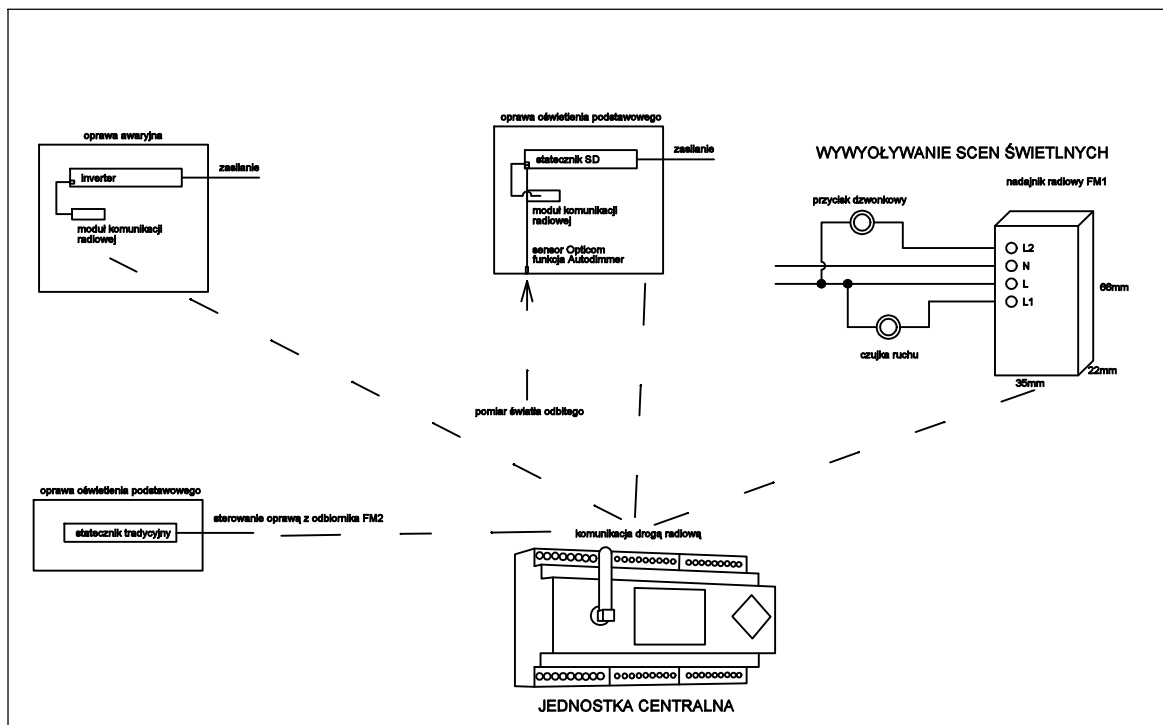 oprawa awaryjna
inverter
zasilanie
moduł komunikacji
radiowej
oprawa oświetlenia podstawowego
statecznik SD
zasilanie
moduł komunikacji
radiowej
sensor Opticom
funkcja Autodimmer
pomiar światła odbitego
WYWYOŁYWANIE SCEN ŚWIETLNYCH
nadajnik radiowy FM1
przycisk dzwonkowy
L2
N
L
L1
66mm
czujka ruchu
22mm
35mm
oprawa oświetlenia podstawowego
statecznik tradycyjny
sterowanie oprawą z odbiornika FM2
komunikacja drogą radiową
JEDNOSTKA CENTRALNA